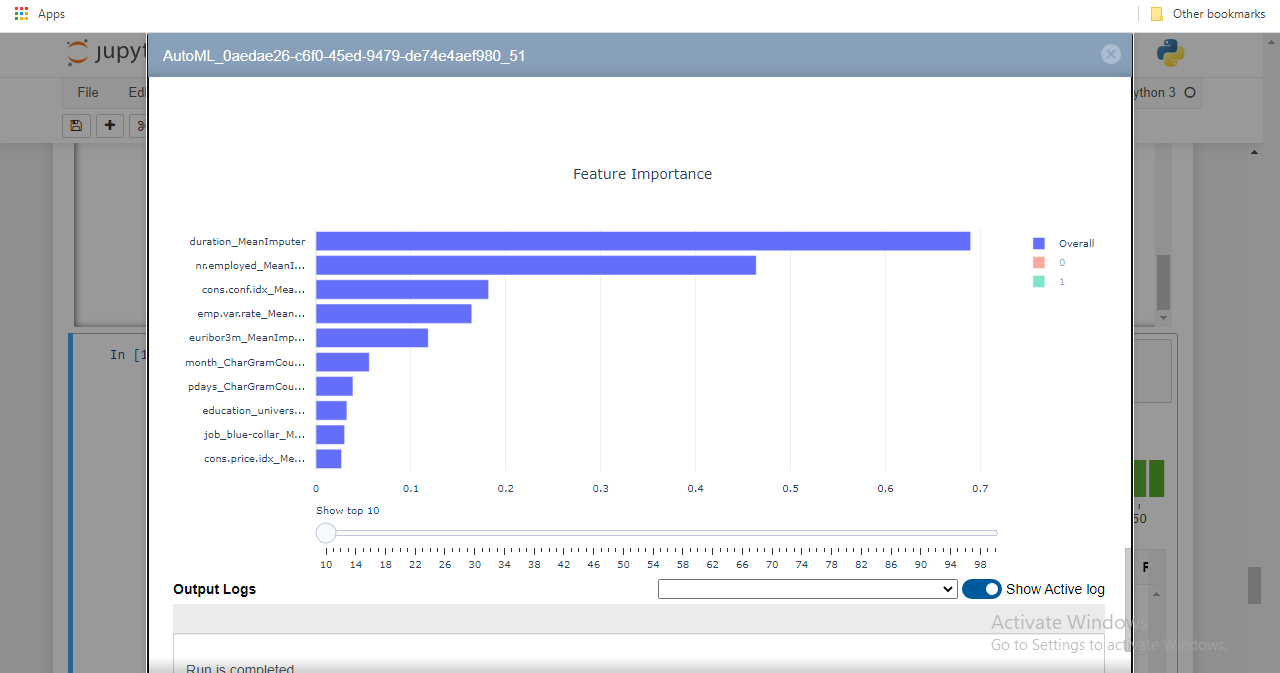 Apps
Other bookmarks
jupyt
AutoML_0aedae26-c6f0-45ed-9479-de74e4aef980_51
File
Edi
ython 3
Feature Importance
duration_MeanImputer
nr.employed_MeanI...
cons.conf.idx_Mea...
emp.var.rate_Mean...
euribor3m_MeanImp...
month_CharGramCou...
pdays_CharGramCou...
education_univers...
job_blue-collar_M...
cons.price.idx_Me...
Overall
0
1
In [1
0 0.1 0.2 0.3 0.4 0.5 0.6 0.7
Show top 10
50
10 14 18 22 26 30 34 38 42 46 50 54 58 62 66 70 74 78 82 86 90 94 98
F
Output Logs
Show Active log
Activate Windows
Go to Settings to activate Windows.
Run is completed